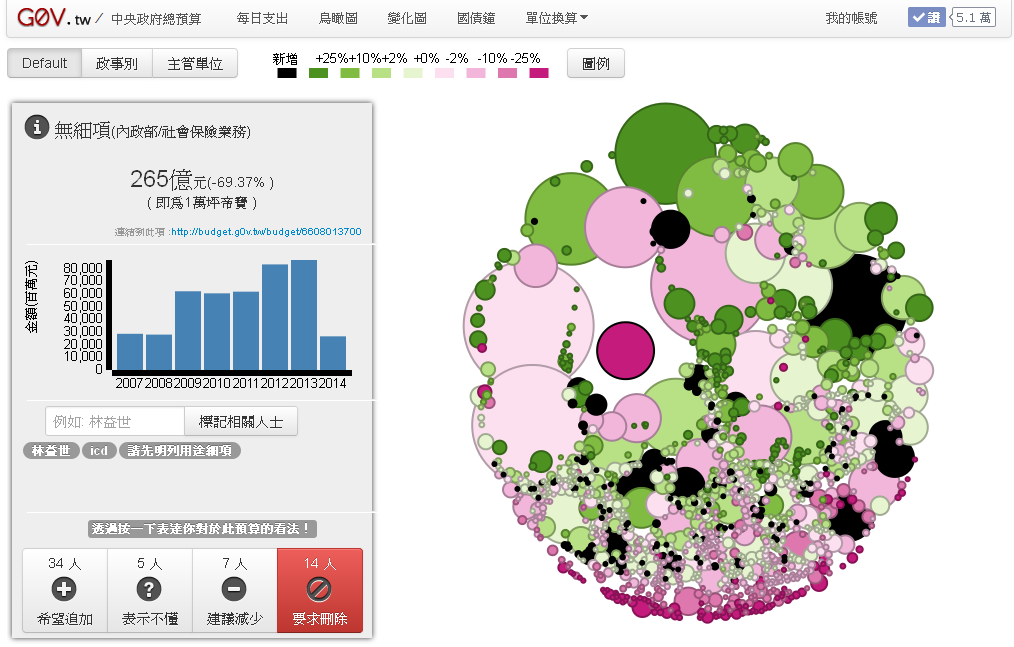 G0V.tw / 中央政府總預算 每日支出 鳥瞰圖 變化圖 國債鐘 單位換算 我的帳號 讚 5.1 萬
Default 政事別 主管單位 新增 +25%+10%+2% +0% -2% -10% -25% 圖例
無細項(內政部/社會保險業務)
265億元(-69.37% )
( 即為1萬坪帝寶 )
連結到此項 :http://budget.g0v.tw/budget/6608013700
金額(百萬元)
80,000
70,000
60,000
50,000
40,000
30,000
20,000
10,000
0
2007 2008 2009 2010 2011 2012 2013 2014
例如: 林益世 標記相關人士
林益世 icd 請先明列用途細項
透過按一下表達你對於此預算的看法！
34 人 5 人 7 人 14 人
希望追加 表示不懂 建議減少 要求刪除